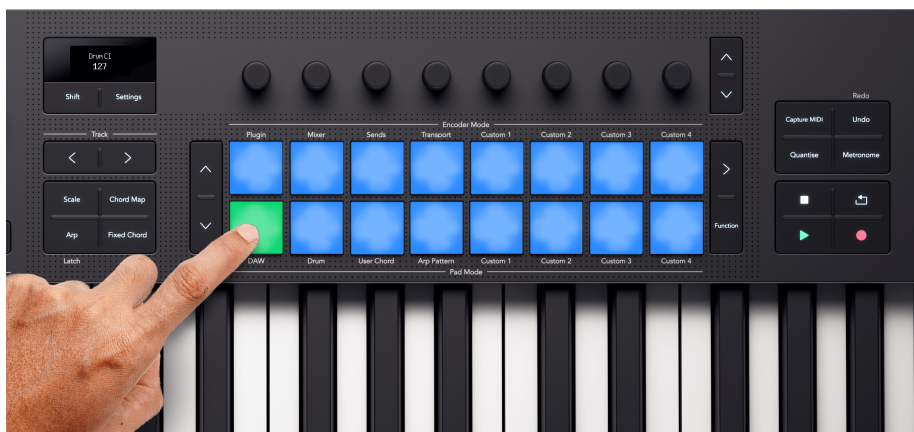 Drum C1
127
Shift Settings
Track
Scale Chord Map
Arp Fixed Chord
Latch
Encoder Mode
Plugin Mixer Sends Transport Custom 1 Custom 2 Custom 3 Custom 4
Function
DAW Drum User Chord Arp Pattern Custom 1 Custom 2 Custom 3 Custom 4
Pad Mode
Redo
Capture MIDI Undo
Quantise Metronome